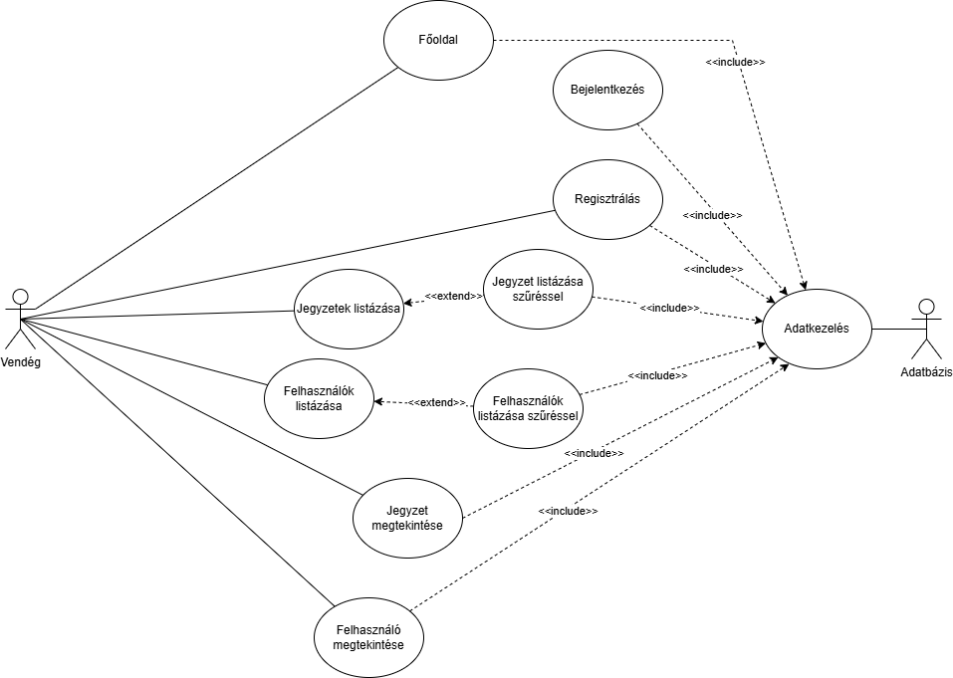 Főoldal
<<include>>
Bejelentkezés
Regisztrálás
<<include>>
<<include>>
Jegyzet listázása
szűréssel
Jegyzetek listázása
<<extend>>
<<include>>
Adatkezelés
Vendég
Adatbázis
Felhasználók
listázása
<<extend>>
Felhasználók
listázása szűréssel
<<include>>
<<include>>
Jegyzet
megtekintése
<<include>>
Felhasználó
megtekintése